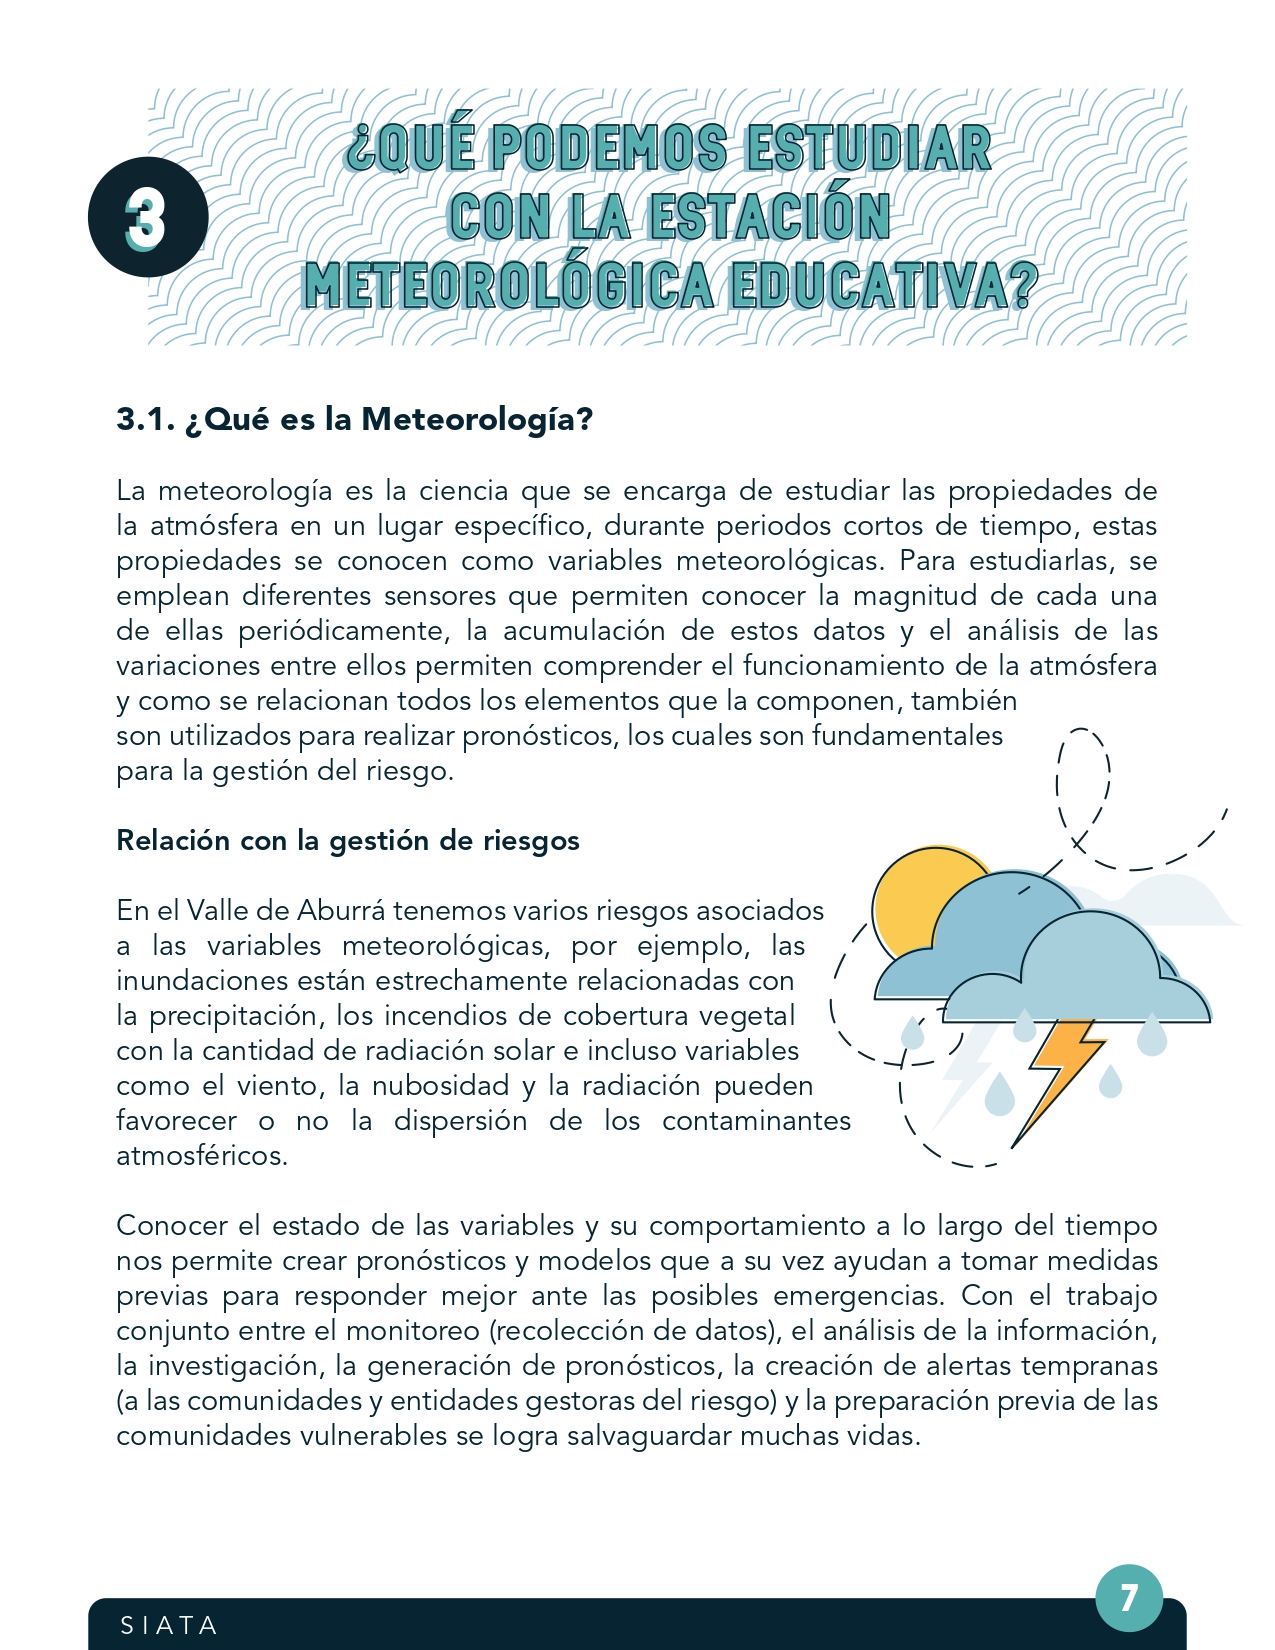 3
¿QUÉ PODEMOS ESTUDIAR
CON LA ESTACIÓN
METEOROLÓGICA EDUCATIVA?
3.1. ¿Qué es la Meteorología?
La meteorología es la ciencia que se encarga de estudiar las propiedades de
la atmósfera en un lugar específico, durante periodos cortos de tiempo, estas
propiedades se conocen como variables meteorológicas. Para estudiarlas, se
emplean diferentes sensores que permiten conocer la magnitud de cada una
de ellas periódicamente, la acumulación de estos datos y el análisis de las
variaciones entre ellos permiten comprender el funcionamiento de la atmósfera
y como se relacionan todos los elementos que la componen, también
son utilizados para realizar pronósticos, los cuales son fundamentales
para la gestión del riesgo.
Relación con la gestión de riesgos
En el Valle de Aburrá tenemos varios riesgos asociados
a las variables meteorológicas, por ejemplo, las
inundaciones están estrechamente relacionadas con
la precipitación, los incendios de cobertura vegetal
con la cantidad de radiación solar e incluso variables
como el viento, la nubosidad y la radiación pueden
favorecer o no la dispersión de los contaminantes
atmosféricos.
Conocer el estado de las variables y su comportamiento a lo largo del tiempo
nos permite crear pronósticos y modelos que a su vez ayudan a tomar medidas
previas para responder mejor ante las posibles emergencias. Con el trabajo
conjunto entre el monitoreo (recolección de datos), el análisis de la información,
la investigación, la generación de pronósticos, la creación de alertas tempranas
(a las comunidades y entidades gestoras del riesgo) y la preparación previa de las
comunidades vulnerables se logra salvaguardar muchas vidas.
7
SIATA